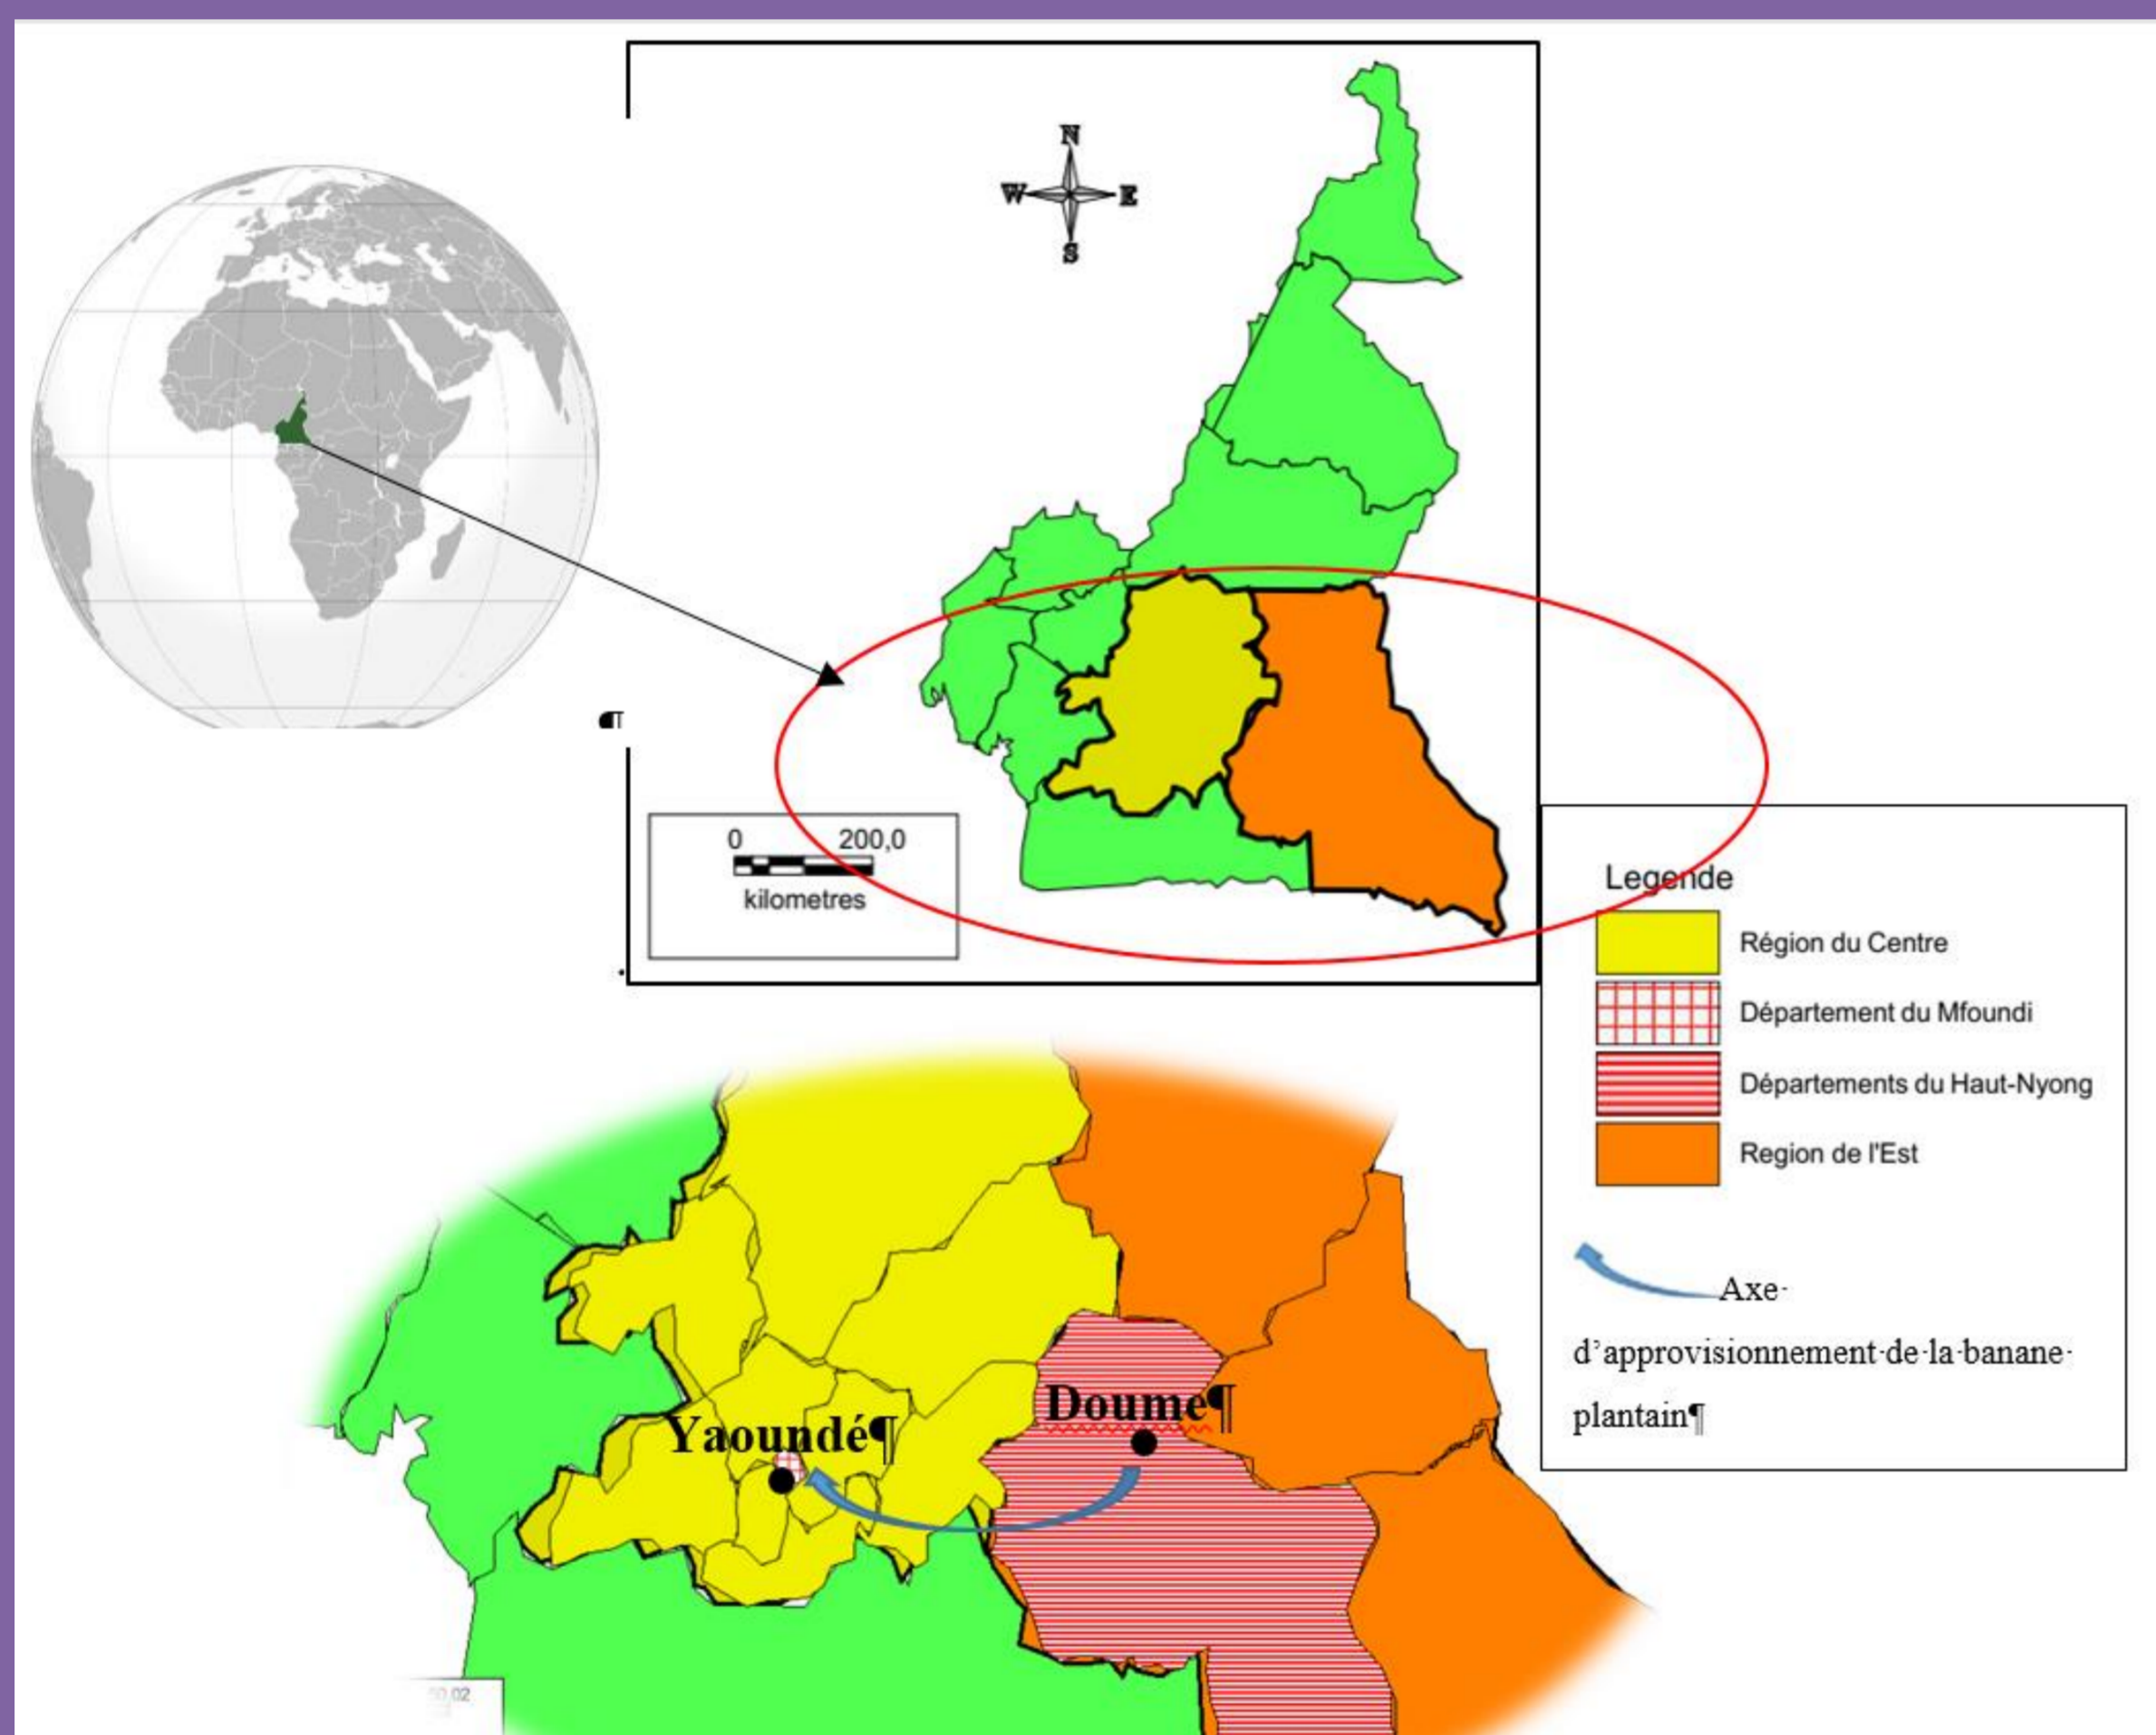 N
W E
S
¶
0 200,0
kilometres
Legende
Région du Centre
Département du Mfoundi
Départements du Haut-Nyong
Region de l'Est
Axe·
d’approvisionnement·de·la·banane·
plantain¶
Doume¶
Yaoundé¶